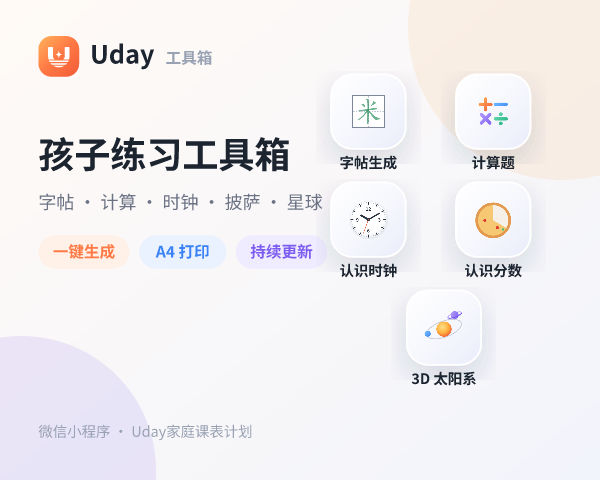 Uday 工具箱
孩子练习工具箱
字帖 · 计算 · 时钟 · 披萨 · 星球
一键生成 A4 打印 持续更新
米
字帖生成
计算题
认识时钟
认识分数
3D 太阳系
微信小程序 · Uday家庭课表计划